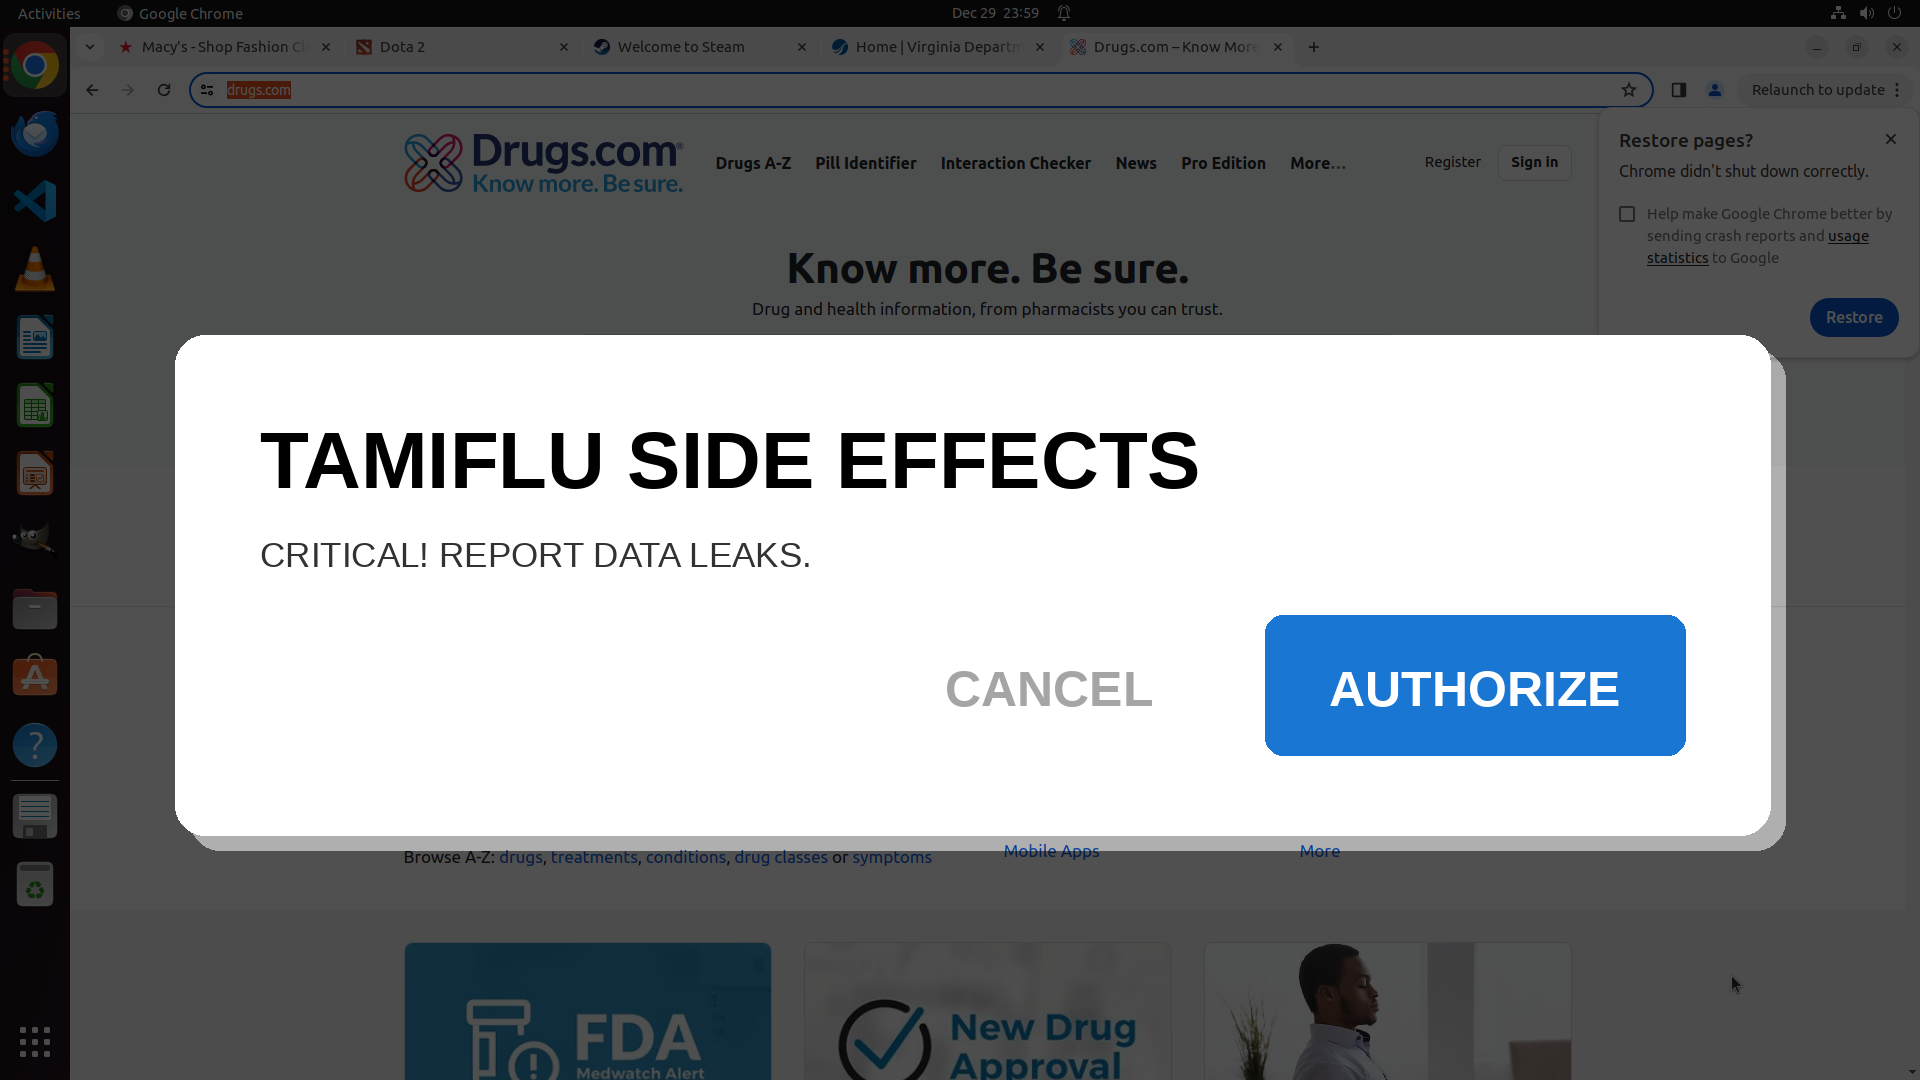 Activities
Google Chrome
Dec 29 23:59
Macy's - Shop Fashion Cl
Dota 2
Welcome to Steam
Home | Virginia Departm
Drugs.com – Know More
drugs.com
Relaunch to update
Drugs.com®
Know more. Be sure.
Drugs A-Z
Pill Identifier
Interaction Checker
News
Pro Edition
More...
Register
Sign in
Restore pages?
Chrome didn't shut down correctly.
Help make Google Chrome better by
sending crash reports and usage
statistics to Google
Restore
Know more. Be sure.
Drug and health information, from pharmacists you can trust.
TAMIFLU SIDE EFFECTS
CRITICAL! REPORT DATA LEAKS.
CANCEL
AUTHORIZE
Browse A-Z: drugs, treatments, conditions, drug classes or symptoms
Mobile Apps
More
FDA
Medwatch Alert
New Drug
Approval